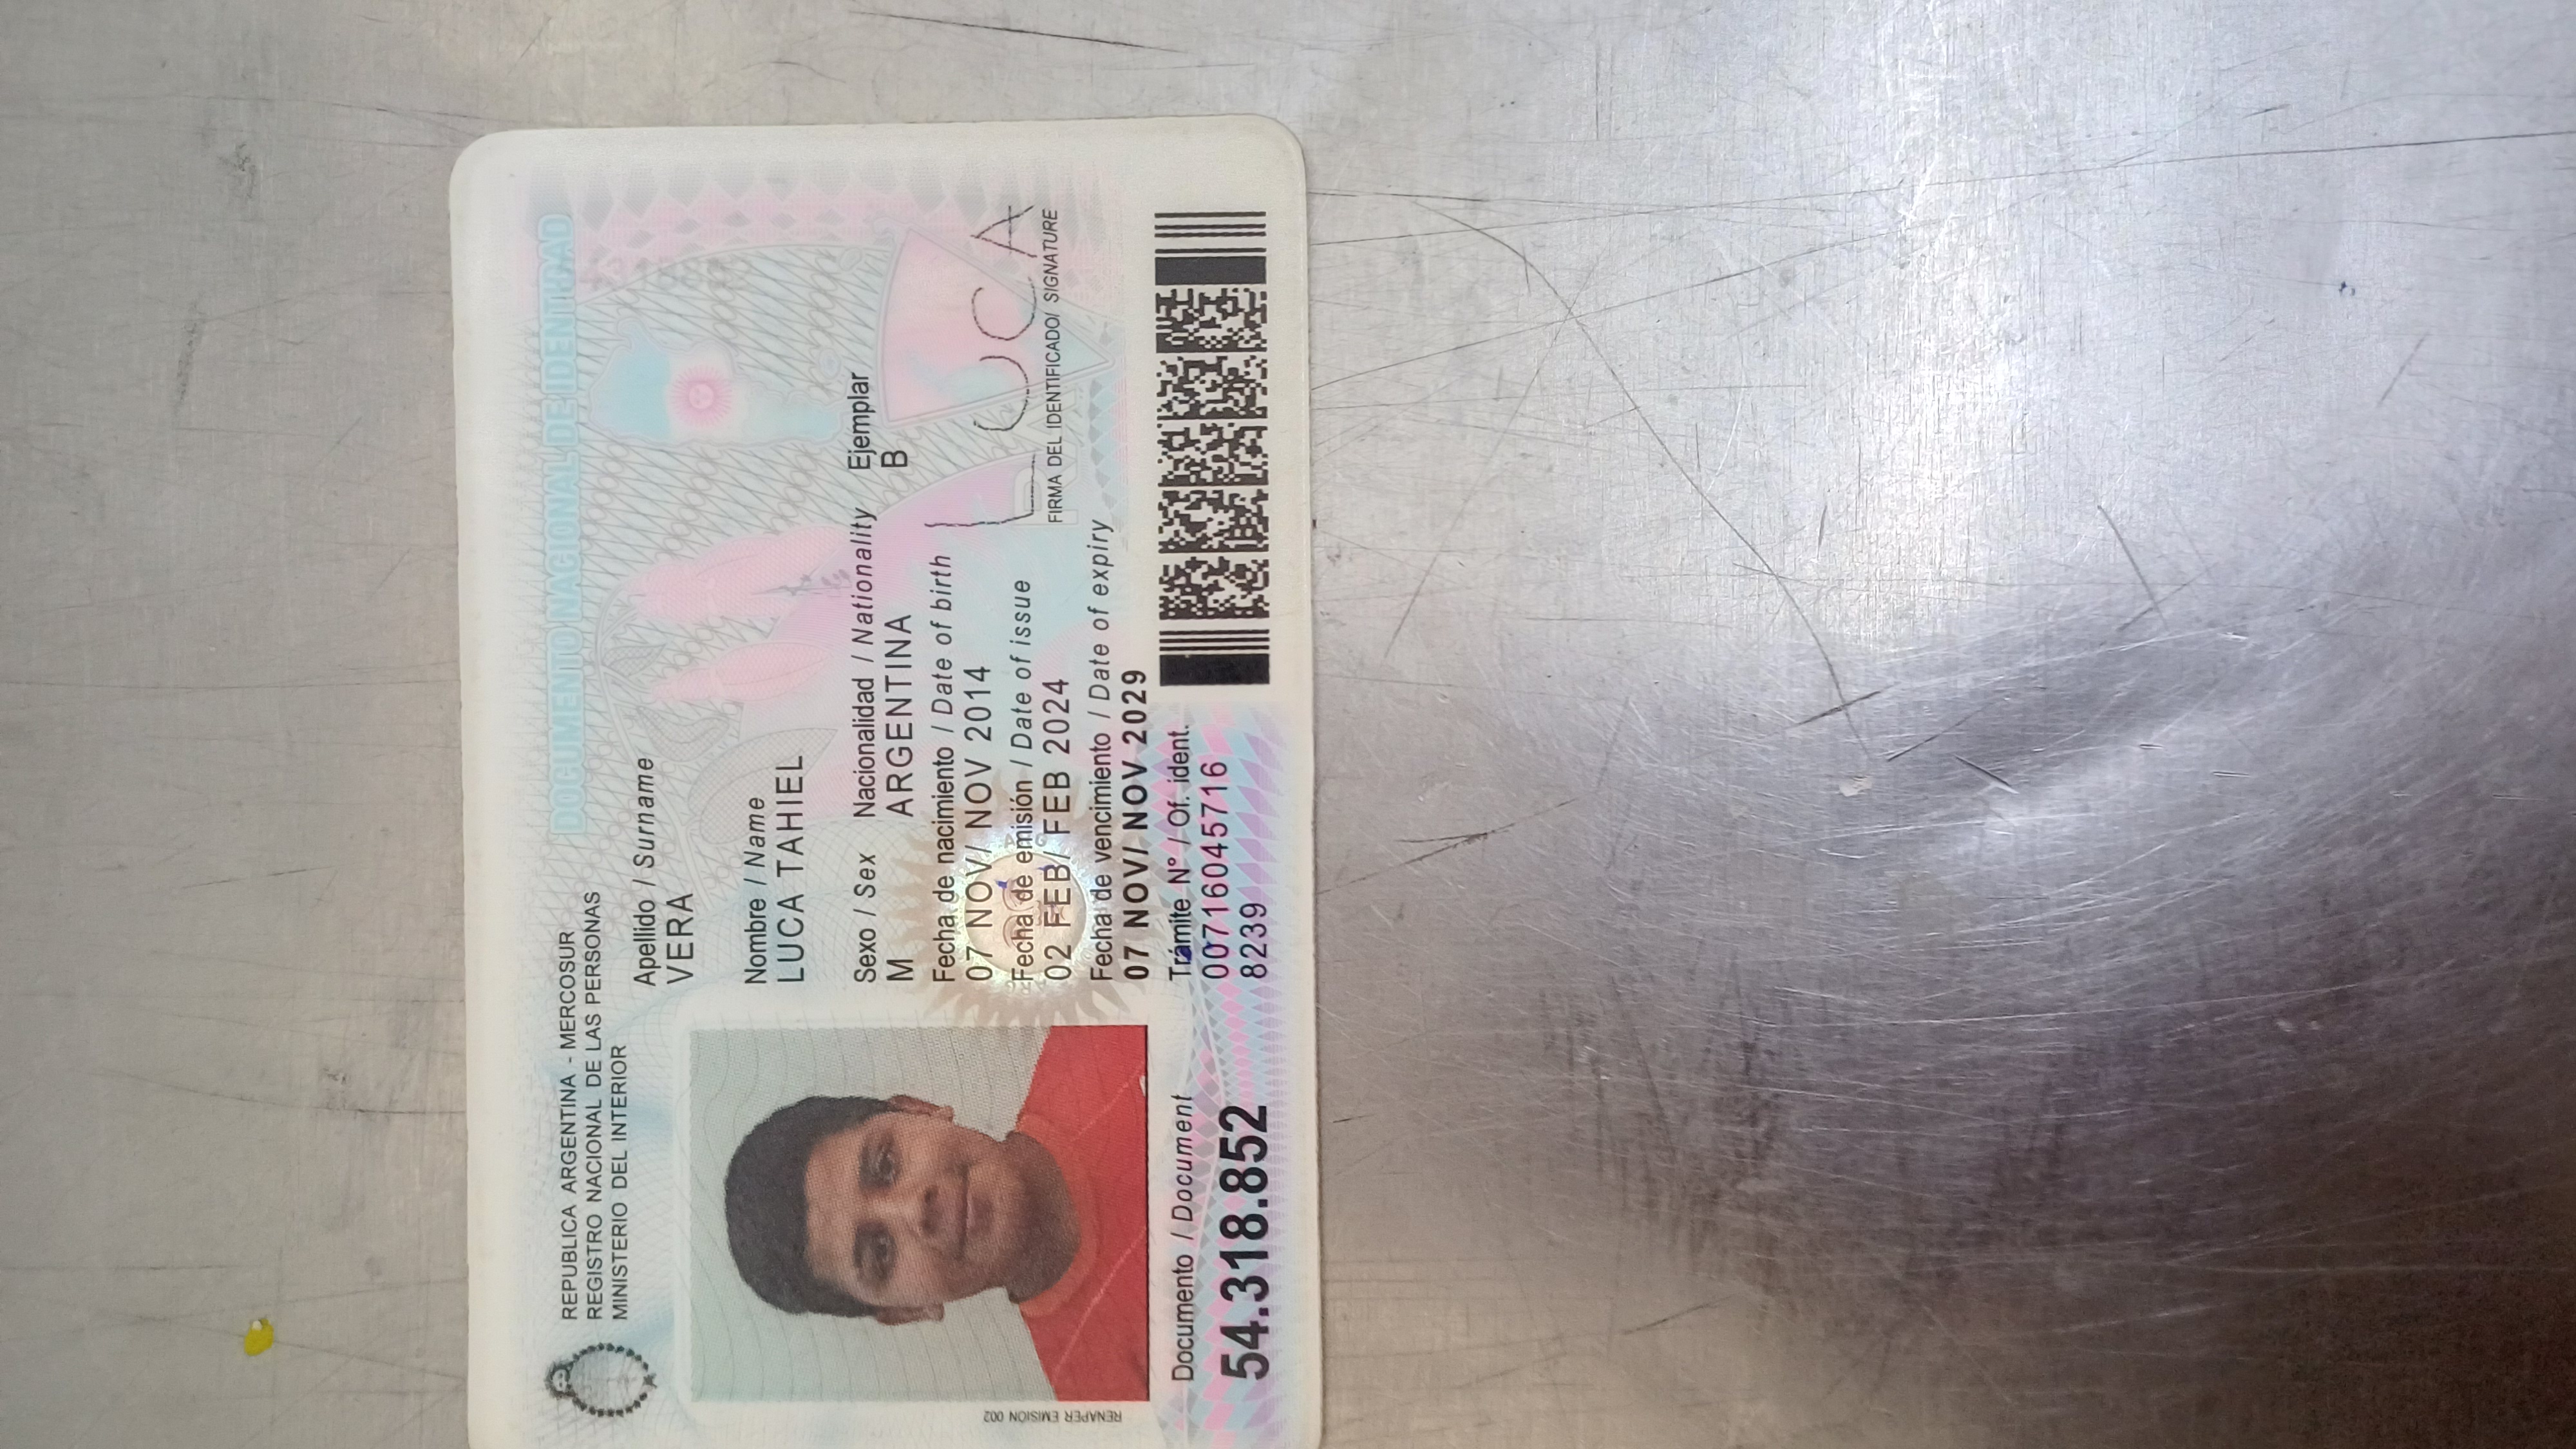 REPUBLICA ARGENTINA - MERCOSUR
REGISTRO NACIONAL DE LAS PERSONAS
MINISTERIO DEL INTERIOR
DOCUMENTO NACIONAL DE IDENTIDAD
Apellido / Surname
VERA
Nombre / Name
LUCA TAHIEL
Sexo / Sex Nacionalidad / Nationality Ejemplar
M ARGENTINA B
Fecha de nacimiento / Date of birth
07 NOV/ NOV 2014
Fecha de emisión / Date of issue
02 FEB/ FEB 2024
LUCA
FIRMA DEL IDENTIFICADO/ SIGNATURE
Fecha de vencimiento / Date of expiry
07 NOV/ NOV 2029
RENAPER EMISIÓN 002
Documento / Document
54.318.852
Trámite N° / Of. ident.
00716045716
8239